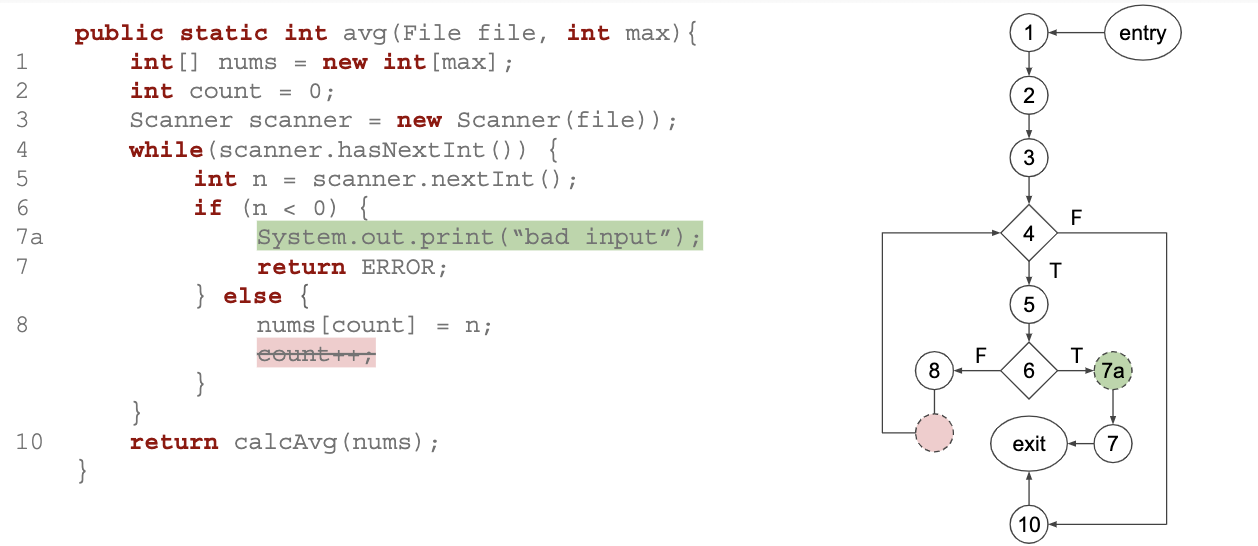 public static int avg(File file, int max){
1 int[] nums = new int[max];
2 int count = 0;
3 Scanner scanner = new Scanner(file));
4 while(scanner.hasNextInt()) {
5 int n = scanner.nextInt();
6 if (n < 0) {
7a System.out.print(“bad input”);
7 return ERROR;
} else {
8 nums[count] = n;
count++;
}
}
10 return calcAvg(nums);
}
entry
1
2
3
4
F
T
5
F
T
8
6
7a
exit
7
10